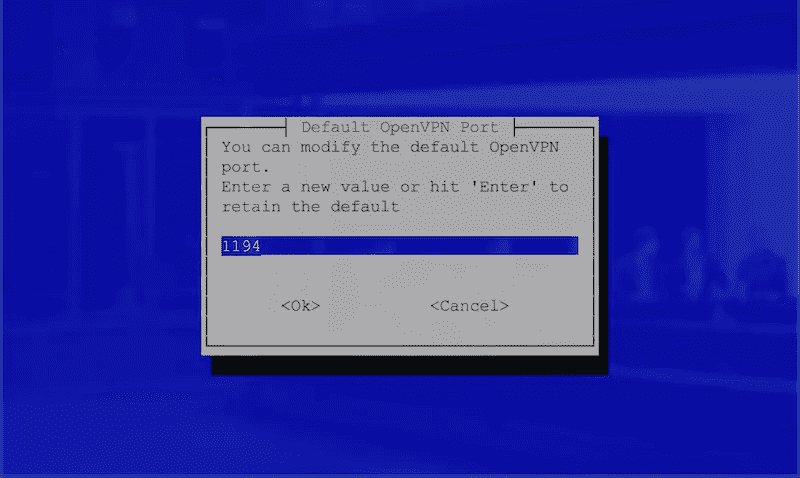 Default OpenVPN Port
You can modify the default OpenVPN
port.
Enter a new value or hit 'Enter' to
retain the default
1194
<Ok> <Cancel>